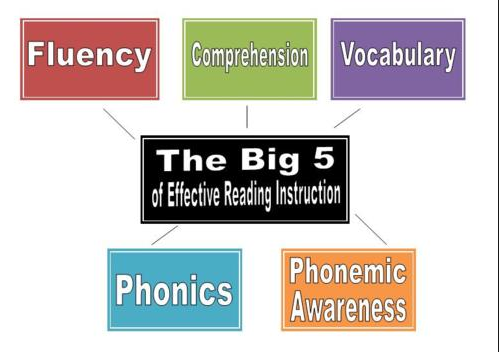 Fluency
Comprehension
Vocabulary
The Big 5
of Effective Reading Instruction
Phonics
Phonemic
Awareness